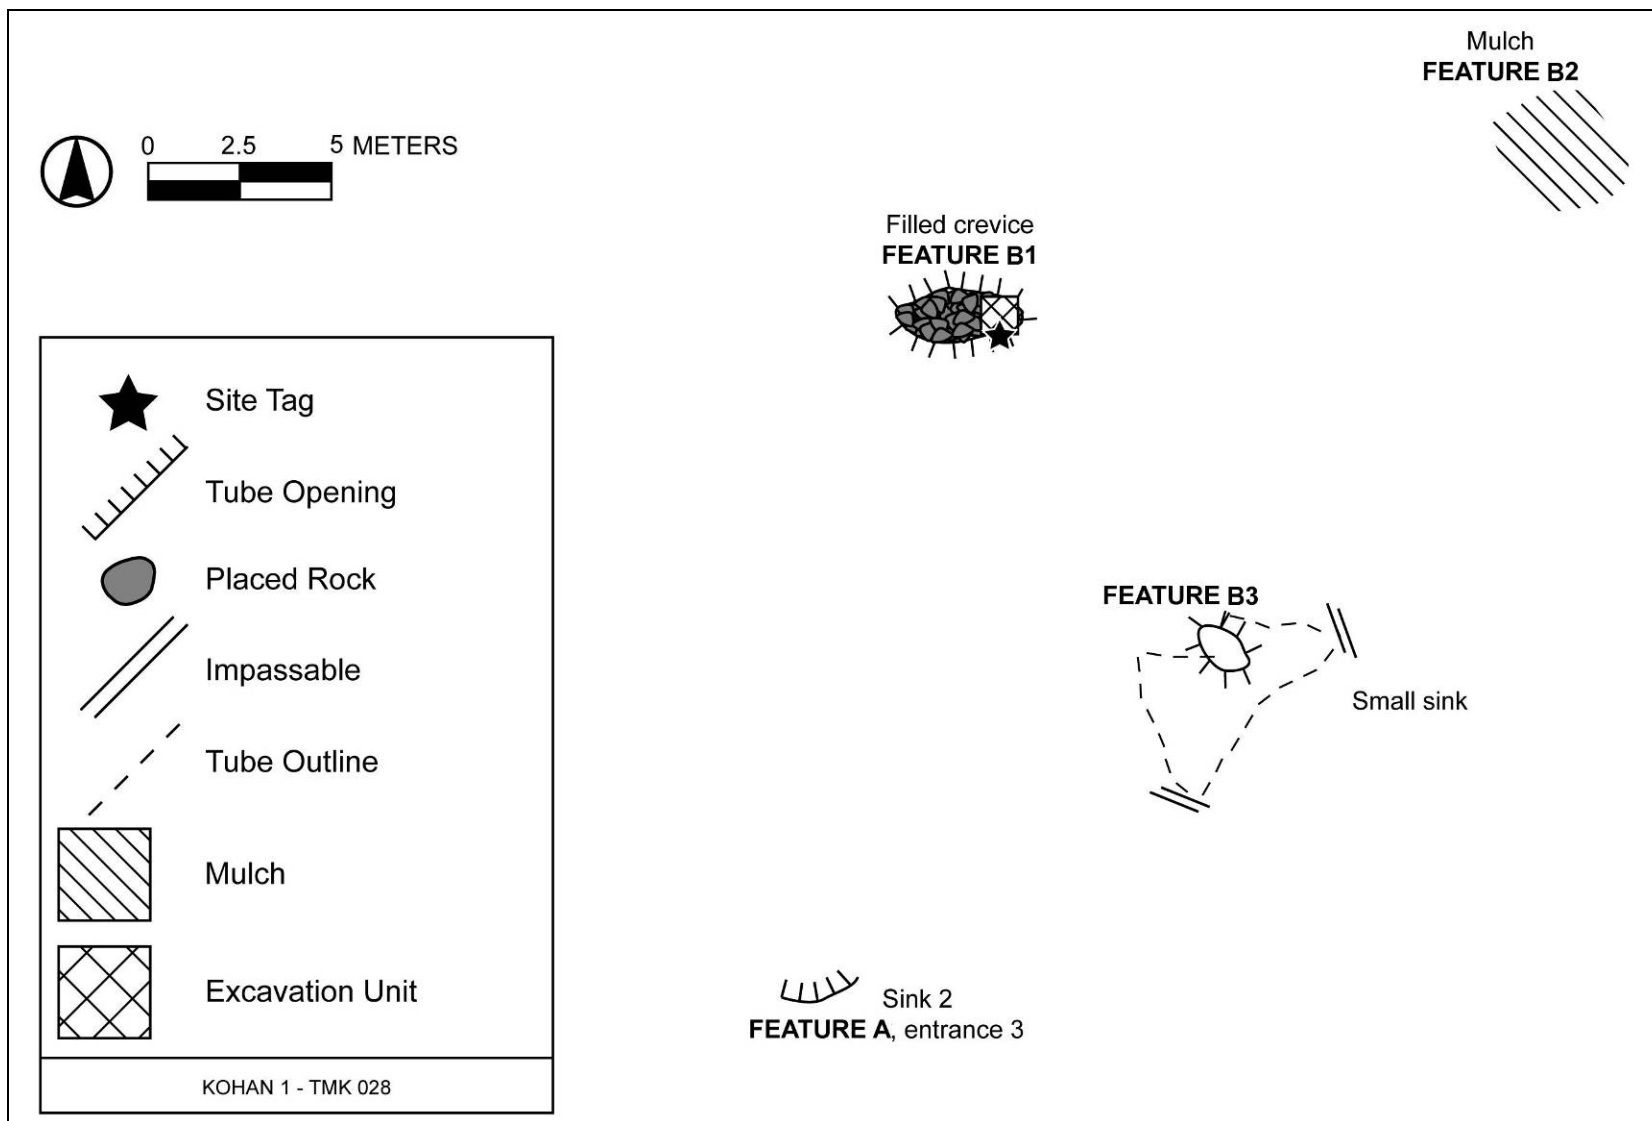 Mulch
FEATURE B2
0 2.5 5 METERS
Filled crevice
FEATURE B1
Site Tag
Tube Opening
Placed Rock
Impassable
Tube Outline
Mulch
Excavation Unit
KOHAN 1 - TMK 028
FEATURE B3
Small sink
Sink 2
FEATURE A, entrance 3